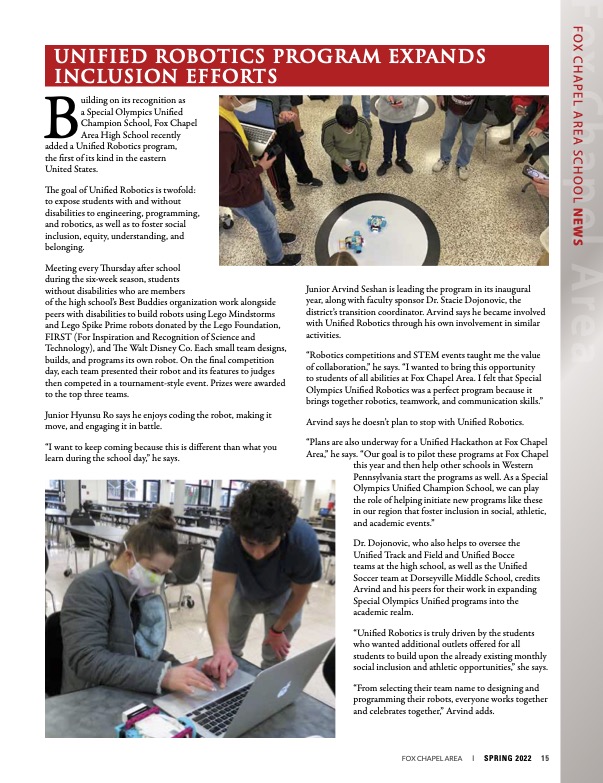 UNIFIED ROBOTICS PROGRAM EXPANDS
INCLUSION EFFORTS
Building on its recognition as
a Special Olympics Unified
Champion School, Fox Chapel
Area High School recently
added a Unified Robotics program,
the first of its kind in the eastern
United States.
The goal of Unified Robotics is twofold:
to expose students with and without
disabilities to engineering, programming,
and robotics, as well as to foster social
inclusion, equity, understanding, and
belonging.
Meeting every Thursday after school
during the six-week season, students
without disabilities who are members
of the high school’s Best Buddies organization work alongside
peers with disabilities to build robots using Lego Mindstorms
and Lego Spike Prime robots donated by the Lego Foundation,
FIRST (For Inspiration and Recognition of Science and
Technology), and The Walt Disney Co. Each small team designs,
builds, and programs its own robot. On the final competition
day, each team presented their robot and its features to judges
then competed in a tournament-style event. Prizes were awarded
to the top three teams.
Junior Hyunsu Ro says he enjoys coding the robot, making it
move, and engaging it in battle.
“I want to keep coming because this is different than what you
learn during the school day,” he says.
Junior Arvind Seshan is leading the program in its inaugural
year, along with faculty sponsor Dr. Stacie Dojonovic, the
district’s transition coordinator. Arvind says he became involved
with Unified Robotics through his own involvement in similar
activities.
“Robotics competitions and STEM events taught me the value
of collaboration,” he says. “I wanted to bring this opportunity
to students of all abilities at Fox Chapel Area. I felt that Special
Olympics Unified Robotics was a perfect program because it
brings together robotics, teamwork, and communication skills.”
Arvind says he doesn’t plan to stop with Unified Robotics.
“Plans are also underway for a Unified Hackathon at Fox Chapel
Area,” he says. “Our goal is to pilot these programs at Fox Chapel
this year and then help other schools in Western
Pennsylvania start the programs as well. As a Special
Olympics Unified Champion School, we can play
the role of helping initiate new programs like these
in our region that foster inclusion in social, athletic,
and academic events.”
Dr. Dojonovic, who also helps to oversee the
Unified Track and Field and Unified Bocce
teams at the high school, as well as the Unified
Soccer team at Dorseyville Middle School, credits
Arvind and his peers for their work in expanding
Special Olympics Unified programs into the
academic realm.
“Unified Robotics is truly driven by the students
who wanted additional outlets offered for all
students to build upon the already existing monthly
social inclusion and athletic opportunities,” she says.
“From selecting their team name to designing and
programming their robots, everyone works together
and celebrates together,” Arvind adds.
FOX CHAPEL AREA SCHOOL NEWS
Fox Chapel Area
FOX CHAPEL AREA | SPRING 2022 15